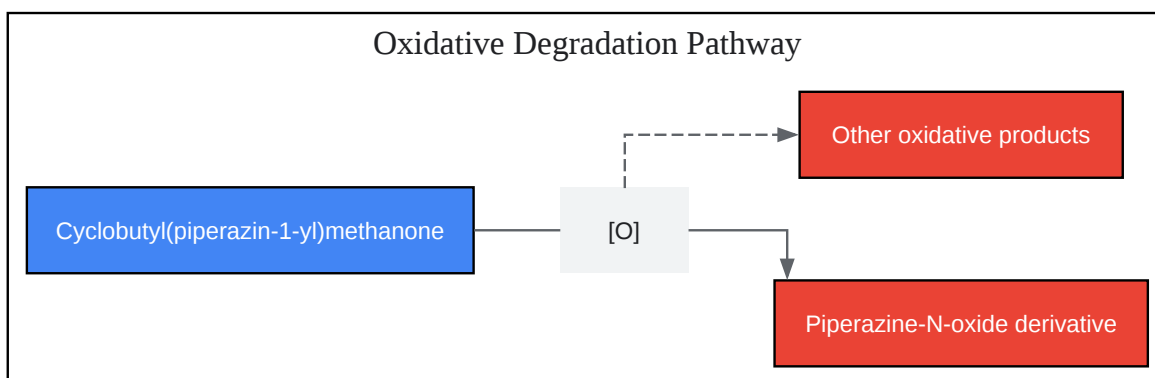 Oxidative Degradation Pathway
Other oxidative products
Cyclobutyl(piperazin-1-yl)methanone
[O]
Piperazine-N-oxide derivative